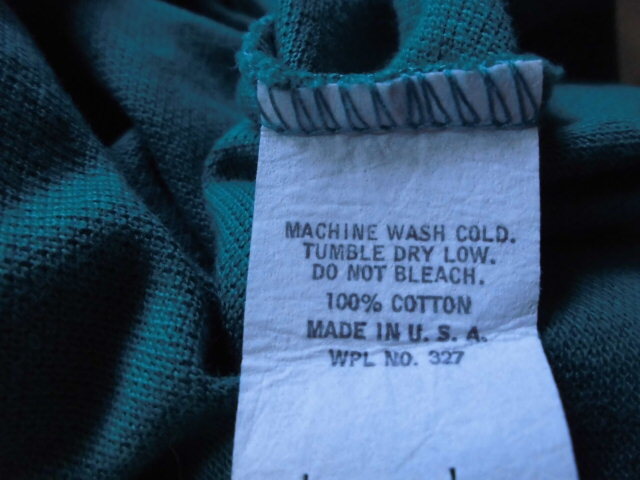 MACHINE WASH COLD.
TUMBLE DRY LOW.
DO NOT BLEACH.
100% COTTON
MADE IN U. S. A.
WPL NO. 327